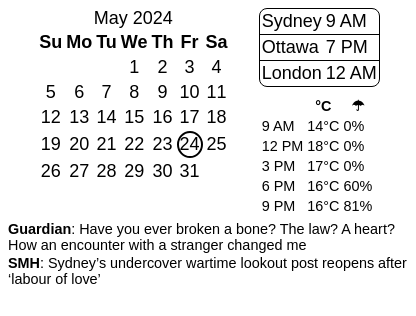 May 2024
Su Mo Tu We Th Fr Sa
1 2 3 4
5 6 7 8 9 10 11
12 13 14 15 16 17 18
19 20 21 22 23 24 25
26 27 28 29 30 31
Sydney 9 AM
Ottawa 7 PM
London 12 AM
°C ☂
9 AM 14°C 0%
12 PM 18°C 0%
3 PM 17°C 0%
6 PM 16°C 60%
9 PM 16°C 81%
Guardian: Have you ever broken a bone? The law? A heart?
How an encounter with a stranger changed me
SMH: Sydney’s undercover wartime lookout post reopens after
‘labour of love’